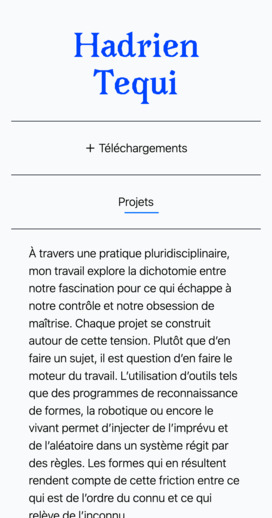 Hadrien
Tequi
+ Téléchargements
Projets
À travers une pratique pluridisciplinaire,
mon travail explore la dichotomie entre
notre fascination pour ce qui échappe à
notre contrôle et notre obsession de
maîtrise. Chaque projet se construit
autour de cette tension. Plutôt que d’en
faire un sujet, il est question d’en faire le
moteur du travail. L’utilisation d’outils tels
que des programmes de reconnaissance
de formes, la robotique ou encore le
vivant permet d’injecter de l’imprévu et
de l’aléatoire dans un système régit par
des règles. Les formes qui en résultent
rendent compte de cette friction entre ce
qui est de l’ordre du connu et ce qui
relève de l’inconnu